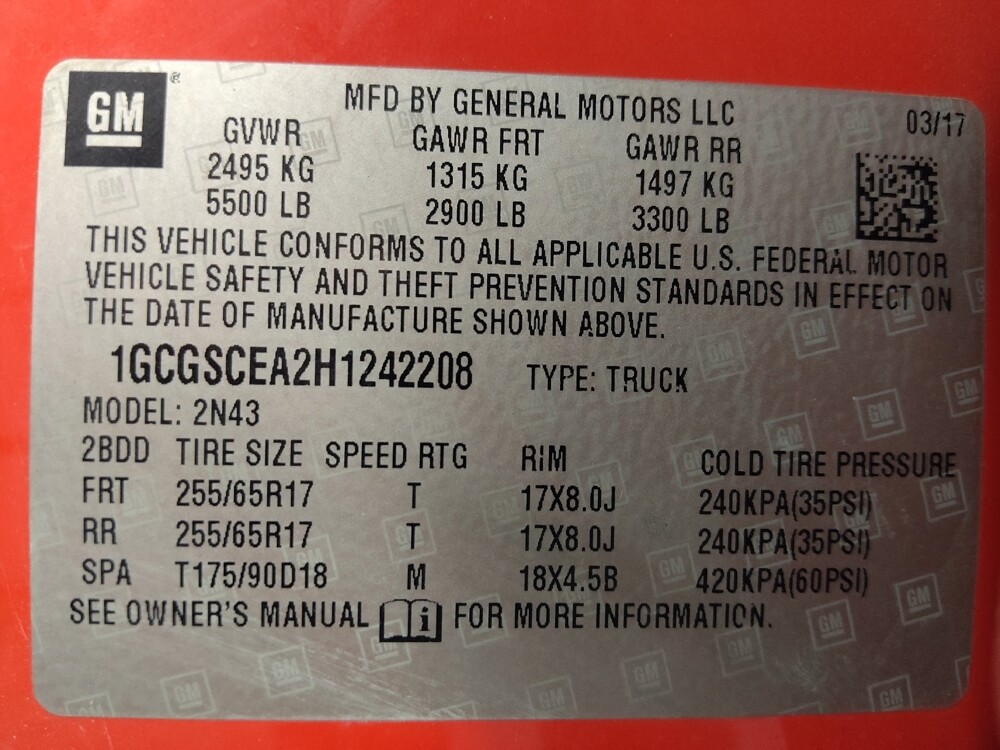 GM ®
MFD BY GENERAL MOTORS LLC
03/17
GVWR GAWR FRT GAWR RR
2495 KG 1315 KG 1497 KG
5500 LB 2900 LB 3300 LB
THIS VEHICLE CONFORMS TO ALL APPLICABLE U.S. FEDERAL MOTOR
VEHICLE SAFETY AND THEFT PREVENTION STANDARDS IN EFFECT ON
THE DATE OF MANUFACTURE SHOWN ABOVE.
1GCGSCEA2H1242208 TYPE: TRUCK
MODEL: 2N43
2BDD TIRE SIZE SPEED RTG RIM COLD TIRE PRESSURE
FRT 255/65R17 T 17X8.0J 240KPA(35PSI)
RR 255/65R17 T 17X8.0J 240KPA(35PSI)
SPA T175/90D18 M 18X4.5B 420KPA(60PSI)
SEE OWNER'S MANUAL i FOR MORE INFORMATION.